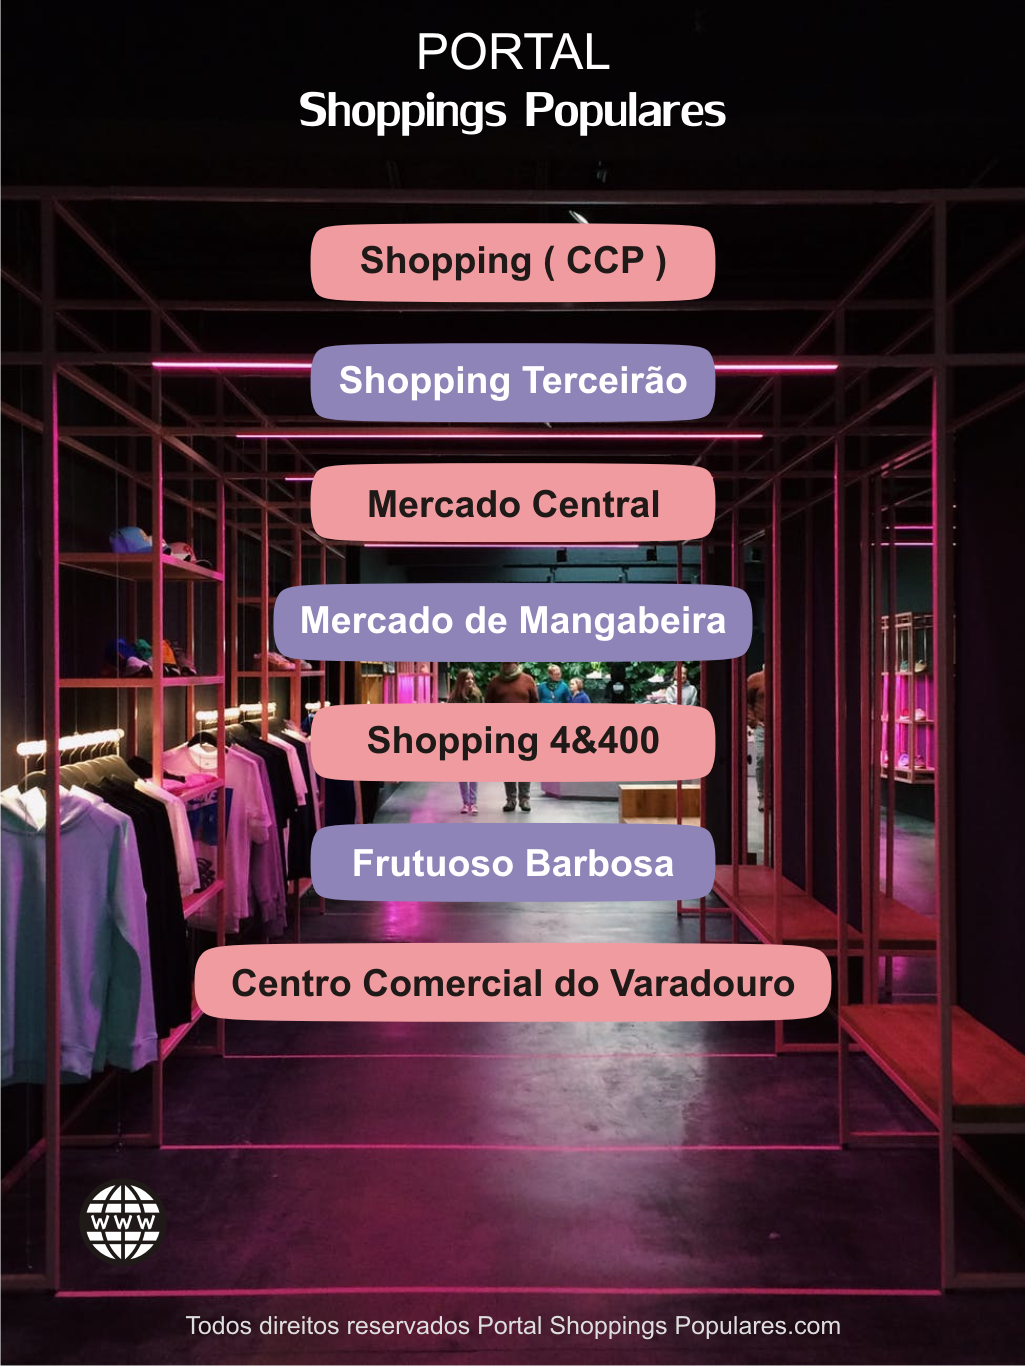 PORTAL
Shoppings Populares
Shopping ( CCP )
Shopping Terceirão
Mercado Central
Mercado de Mangabeira
Shopping 4&400
Frutuoso Barbosa
Centro Comercial do Varadouro
WWW
Todos direitos reservados Portal Shoppings Populares.com